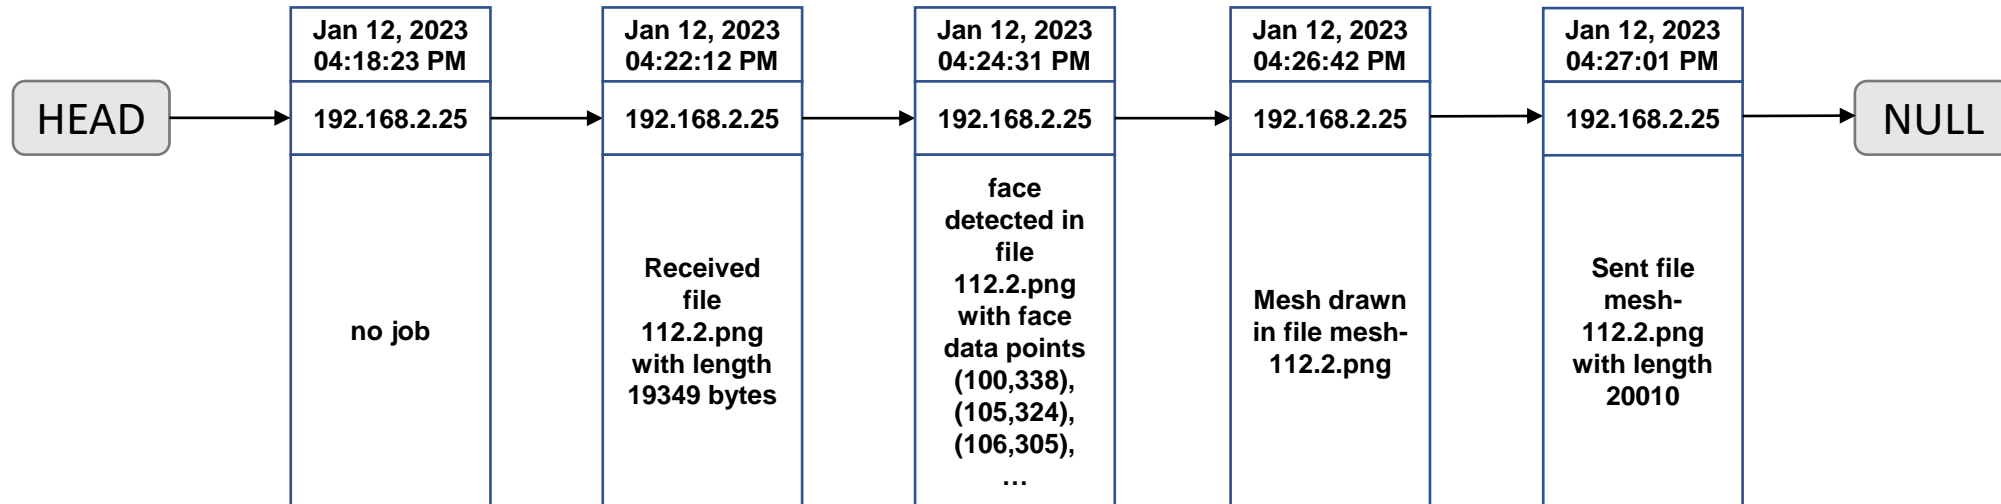 HEAD
Jan 12, 2023
04:18:23 PM
192.168.2.25
no job
Jan 12, 2023
04:22:12 PM
192.168.2.25
Received
file
112.2.png
with length
19349 bytes
Jan 12, 2023
04:24:31 PM
192.168.2.25
face
detected in
file
112.2.png
with face
data points
(100,338),
(105,324),
(106,305),
…
Jan 12, 2023
04:26:42 PM
192.168.2.25
Mesh drawn
in file mesh-
112.2.png
Jan 12, 2023
04:27:01 PM
192.168.2.25
Sent file
mesh-
112.2.png
with length
20010
NULL